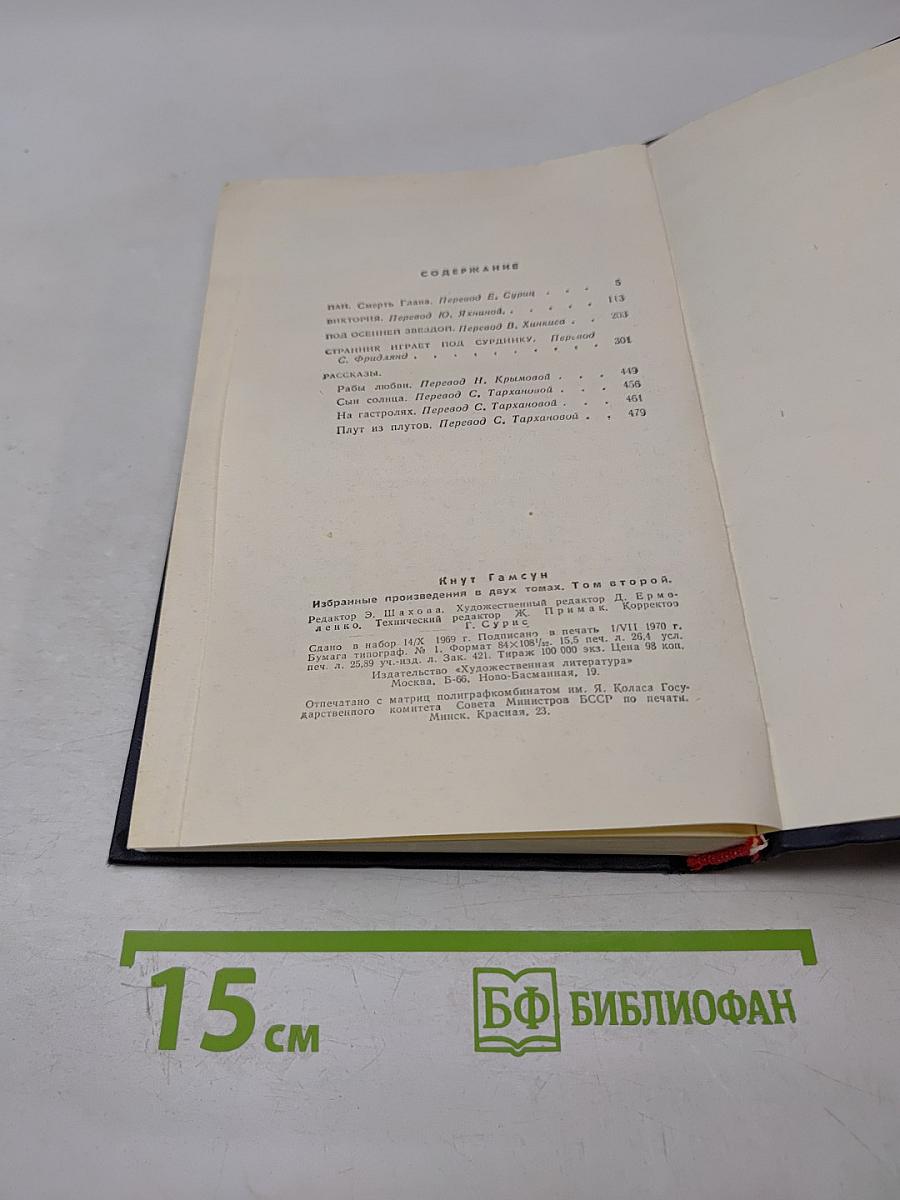 СОДЕРЖАНИЕ
ПАН. Смерть Глана. Перевод Е. Суриц . . . 5
ВИКТОРИЯ. Перевод Ю. Яхниной. . . . . . 113
ПОД ОСЕННЕЙ ЗВЕЗДОЙ. Перевод В. Хинкиса . . 203
СТРАННИК ИГРАЕТ ПОД СУРДИНКУ. Перевод
С. Фридлянд . . . . . . . . . . 301
РАССКАЗЫ.
Рабы любви. Перевод Н. Крымовой . . . 449
Сын солнца. Перевод С. Тархановой . . . 456
На гастролях. Перевод С. Тархановой . . . 461
Плут из плутов. Перевод С. Тархановой . . 479
Кнут Гамсун
Избранные произведения в двух томах. Том второй.
Редактор Э. Шахова. Художественный редактор Д. Ермо-
ленко. Технический редактор Ж. Примак. Корректор
Г. Сурис
Сдано в набор 14/X 1969 г. Подписано в печать 1/VII 1970 г.
Бумага типограф. № 1. Формат 84×108¹/₃₂. 15,5 печ. л. 26,4 усл.
печ. л. 25,89 уч.-изд. л. Зак. 421. Тираж 100 000 экз. Цена 98 коп.
Издательство «Художественная литература»
Москва, Б-66, Ново-Басманная, 19.
Отпечатано с матриц полиграфкомбинатом им. Я. Коласа Госу-
дарственного комитета Совета Министров БССР по печати.
Минск, Красная, 23.
15 см
БФ БИБЛИОФАН